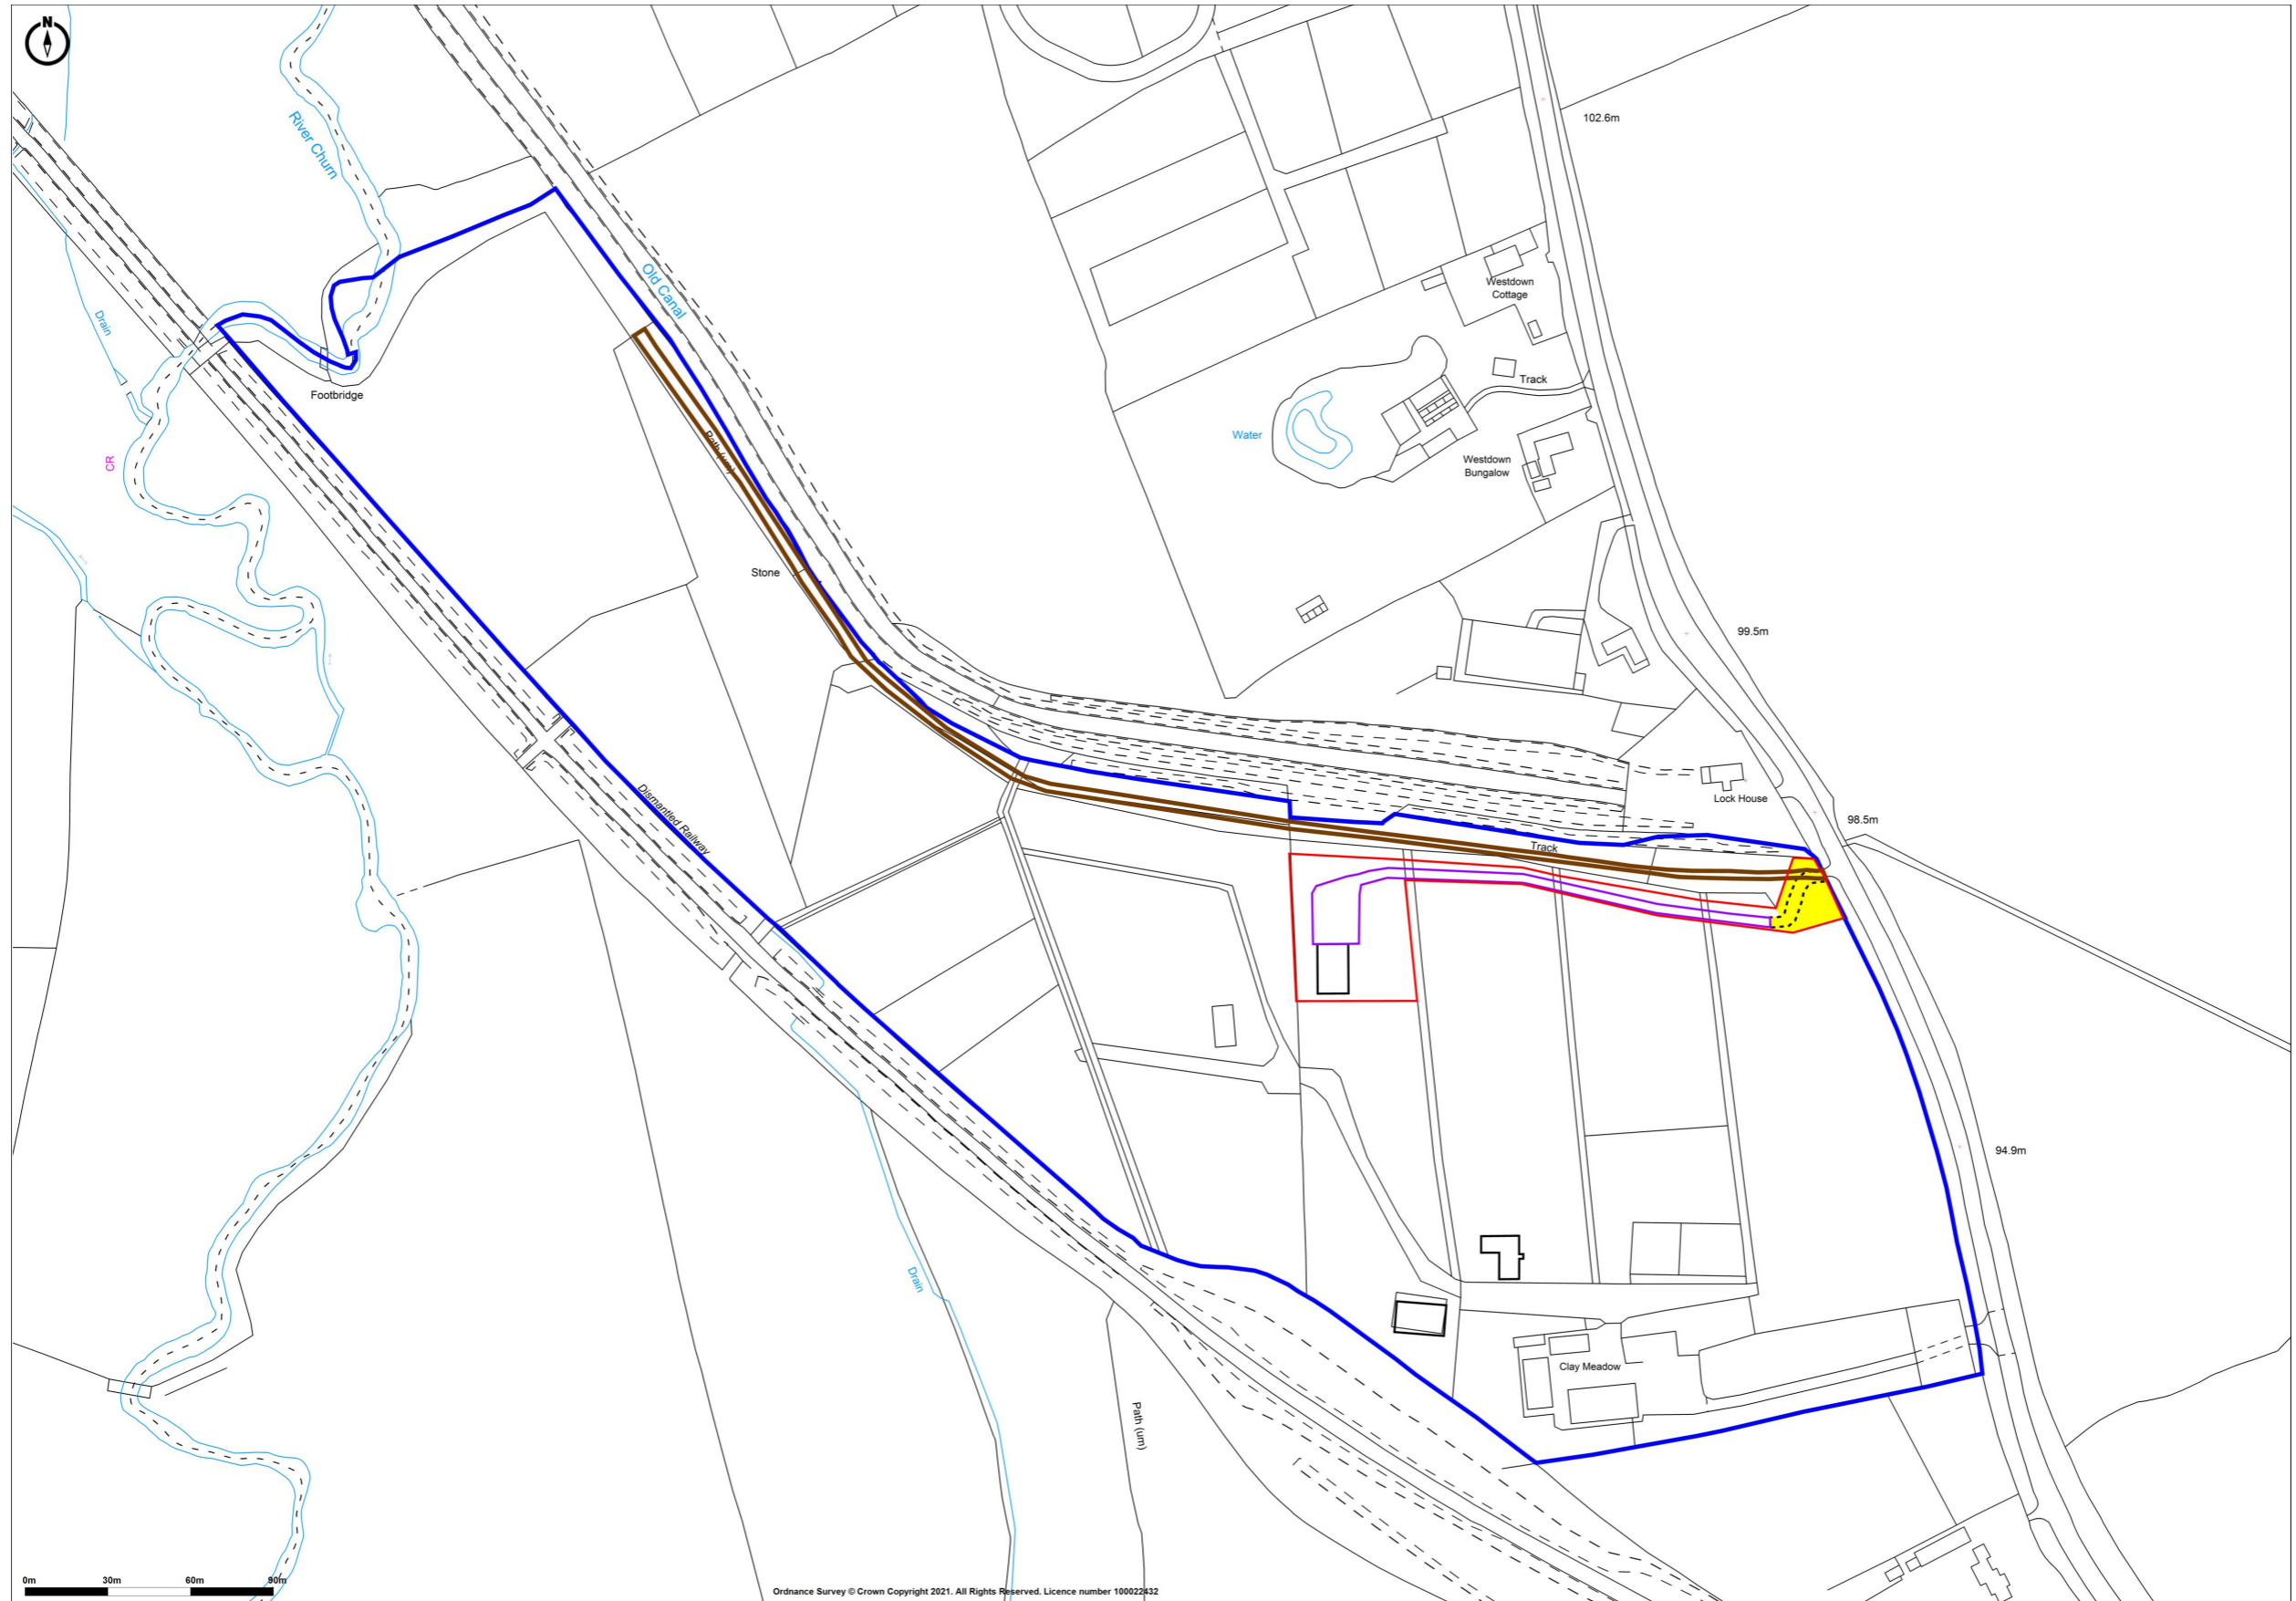 N
102.6m
River Churn
Old Canal
Westdown
Cottage
Drain
Track
Footbridge
Water
Path (um)
CR
Westdown
Bungalow
Stone
99.5m
Dismantled Railway
Lock House
98.5m
Track
94.9m
Drain
Clay Meadow
Path (um)
0m 30m 60m 90m
Ordnance Survey © Crown Copyright 2021. All Rights Reserved. Licence number 100022432